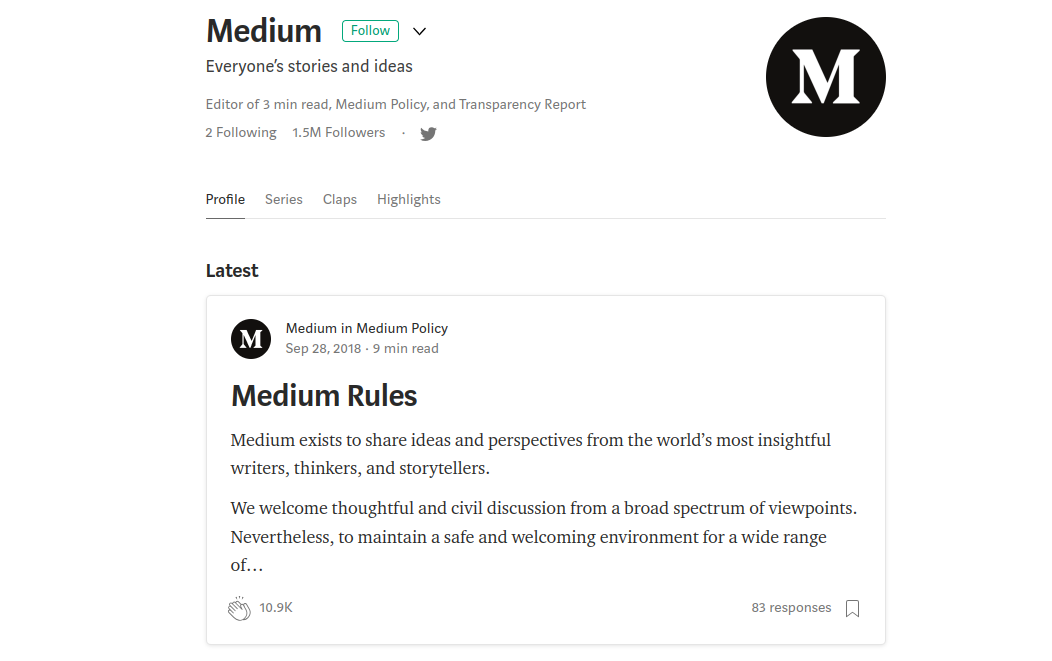 Medium Follow
Everyone’s stories and ideas
Editor of 3 min read, Medium Policy, and Transparency Report
2 Following 1.5M Followers ·
M
Profile Series Claps Highlights
Latest
M
Medium in Medium Policy
Sep 28, 2018 · 9 min read
Medium Rules
Medium exists to share ideas and perspectives from the world’s most insightful
writers, thinkers, and storytellers.
We welcome thoughtful and civil discussion from a broad spectrum of viewpoints.
Nevertheless, to maintain a safe and welcoming environment for a wide range
of…
10.9K 83 responses